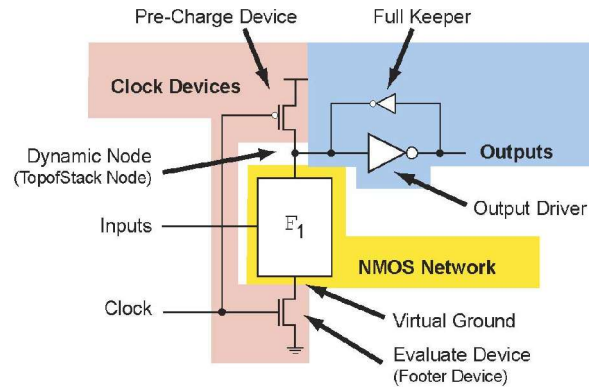 Pre-Charge Device
Full Keeper
Clock Devices
Dynamic Node
(TopofStack Node)
Outputs
Output Driver
Inputs
F1
NMOS Network
Clock
Virtual Ground
Evaluate Device
(Footer Device)